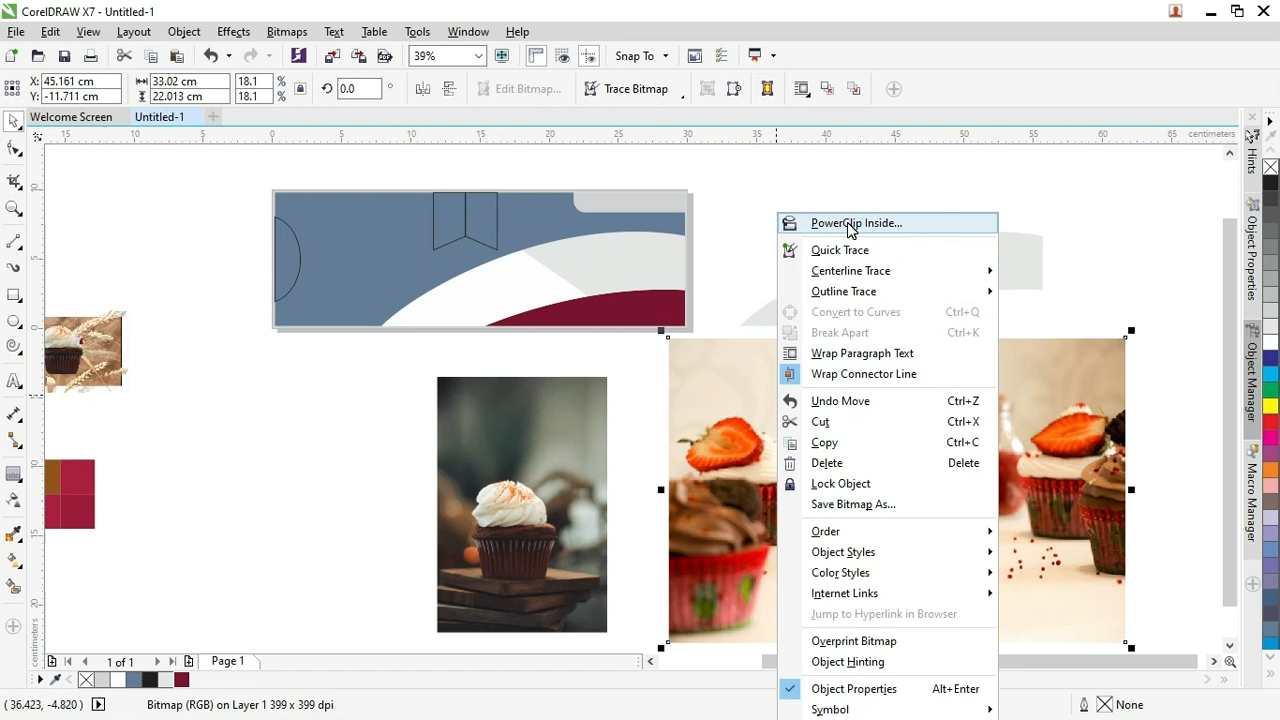 CorelDRAW X7 - Untitled-1
File Edit View Layout Object Effects Bitmaps Text Table Tools Window Help
39% Snap To
X: 45.161 cm 33.02 cm 18.1 % 0.0 ° Edit Bitmap... Trace Bitmap
Y: -11.711 cm 22.013 cm 18.1 %
Welcome Screen Untitled-1
15 0 5 10 15 20 25 30 35 40 45 50 55 60 65 centimeters
PowerClip Inside...
Quick Trace
Centerline Trace
Outline Trace
Convert to Curves Ctrl+Q
Break Apart Ctrl+K
Wrap Paragraph Text
Wrap Connector Line
Undo Move Ctrl+Z
Cut Ctrl+X
Copy Ctrl+C
Delete Delete
Lock Object
Save Bitmap As...
Order
Object Styles
Color Styles
Internet Links
Jump to Hyperlink in Browser
Overprint Bitmap
Object Hinting
Object Properties Alt+Enter
Symbol
Hints
Object Properties
Object Manager
Macro Manager
centimeters
1 of 1 Page 1
( 36.423, -4.820 ) Bitmap (RGB) on Layer 1 399 x 399 dpi None